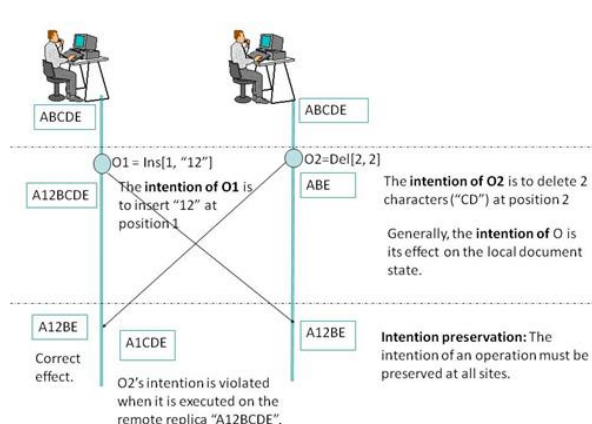 ABCDE
ABCDE
O1 = Ins[1, “12”]
O2=Del[2, 2]
A12BCDE
The intention of O1 is
to insert “12” at
position 1
ABE
The intention of O2 is to delete 2
characters (“CD”) at position 2
Generally, the intention of O is
its effect on the local document
state.
A12BE
Correct
effect.
A1CDE
O2’s intention is violated
when it is executed on the
remote replica “A12BCDE”.
A12BE
Intention preservation: The
intention of an operation must be
preserved at all sites.